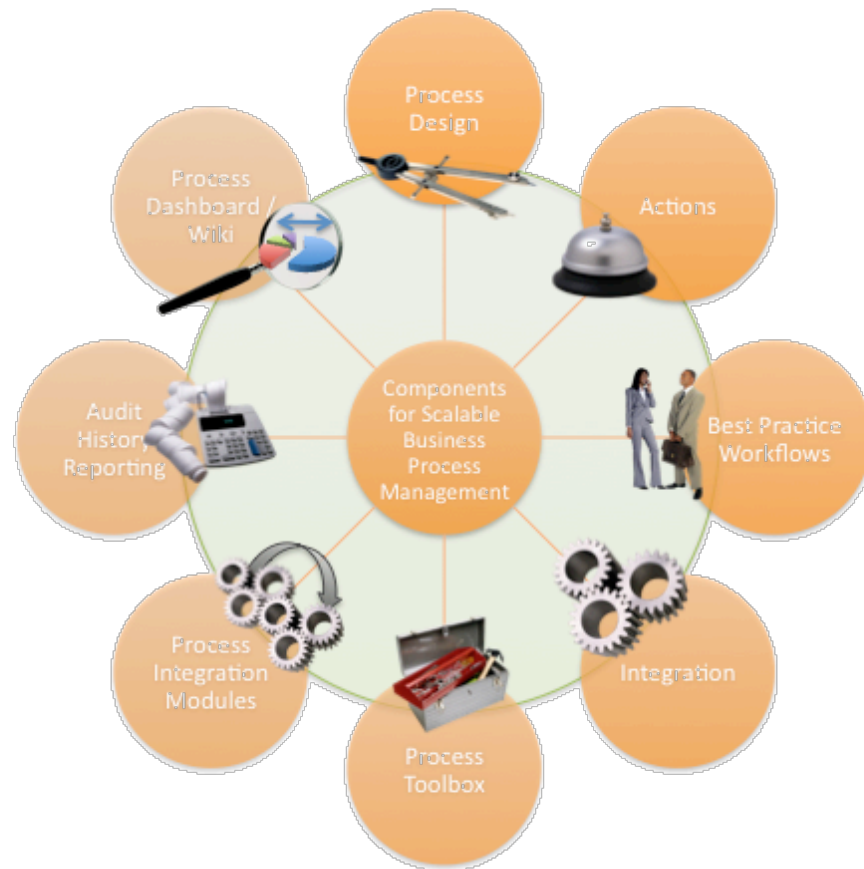 Process
Design
Actions
Best Practice
Workflows
Integration
Process
Toolbox
Process
Integration
Modules
Audit
History
Reporting
Process
Dashboard /
Wiki
Components
for Scalable
Business
Process
Management